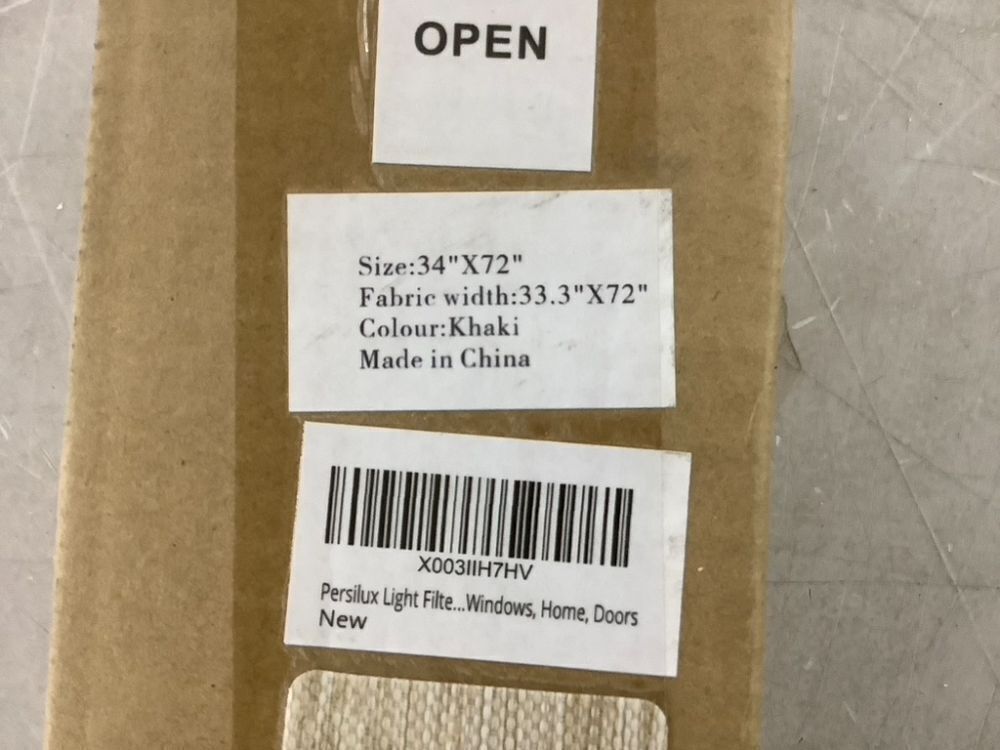 OPEN
Size:34"X72"
Fabric width:33.3"X72"
Colour:Khaki
Made in China
X003IIH7HV
Persilux Light Filte...Windows, Home, Doors
New